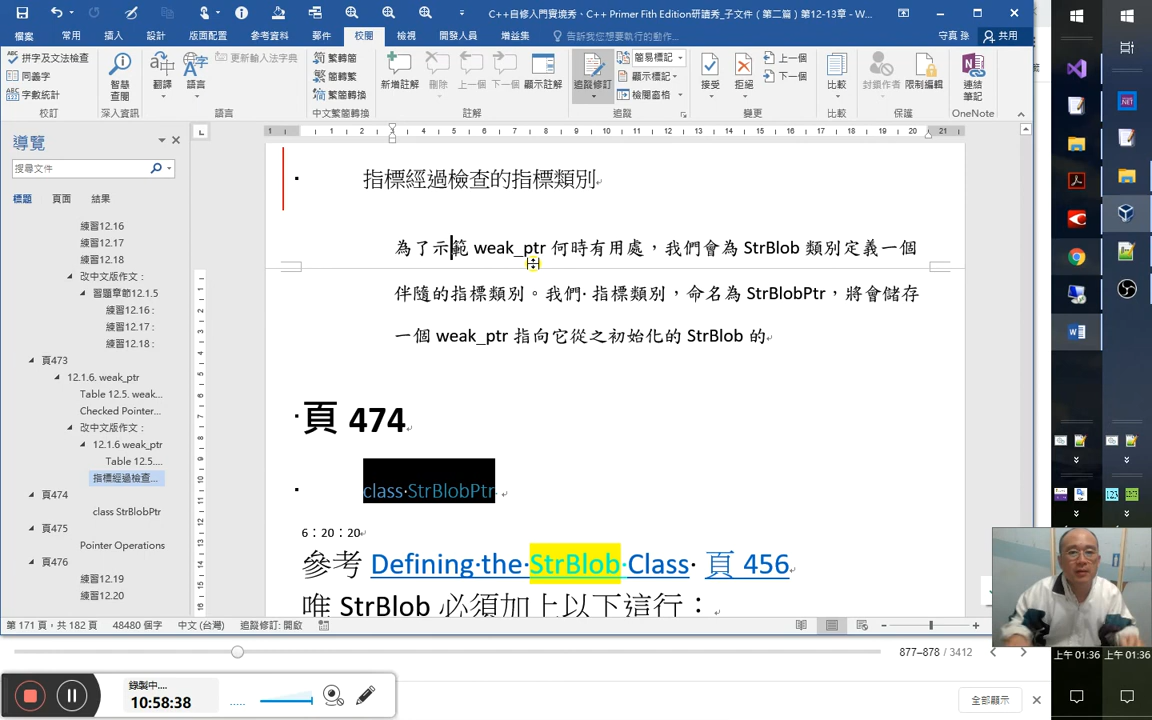 C++自修入門實境秀、C++ Primer Fith Edition研讀秀_子文件（第二篇）12-13章 - W...
檔案 常用 插入 設計 版面配置 參考資料 郵件 校閱 檢視 開發人員 增益集 告訴我您想要執行的動作... 守真 孫 共用
拼字及文法檢查
同義字
字數統計
校訂
智慧查閱
深入資訊
翻譯
語言
更新輸入法字典
語言
繁轉簡
簡轉繁
繁簡轉換
中文繁簡轉換
新增註解
刪除
上一個
下一個
顯示註解
註解
追蹤修訂
簡易標記
顯示標記
檢閱窗格
追蹤
接受
拒絕
上一個
下一個
變更
比較
比較
封鎖作者
限制編輯
保護
連結筆記
OneNote
導覽
搜尋文件
標題 頁面 結果
練習12.16
練習12.17
練習12.18
改中文版作文：
習題章節12.1.5
練習12.16：
練習12.17：
練習12.18：
頁473
12.1.6. weak_ptr
Table 12.5. weak...
Checked Pointer...
改中文版作文：
12.1.6 weak_ptr
Table 12.5....
指標經過檢查...
頁474
class StrBlobPtr
頁475
Pointer Operations
頁476
練習12.19
練習12.20
指標經過檢查的指標類別
為了示範 weak_ptr 何時有用處，我們會為 StrBlob 類別定義一個
伴隨的指標類別。我們 指標類別，命名為 StrBlobPtr，將會儲存
一個 weak_ptr 指向它從之初始化的 StrBlob 的
頁 474
class StrBlobPtr
6：20：20
參考 Defining the StrBlob Class 頁 456
唯 StrBlob 必須加上以下這行：
第 171 頁，共 182 頁 48480 個字 中文 (台灣) 追蹤修訂: 開啟
877–878 / 3412
錄製中....
10:58:38
全部顯示
上午 01:36 上午 01:36